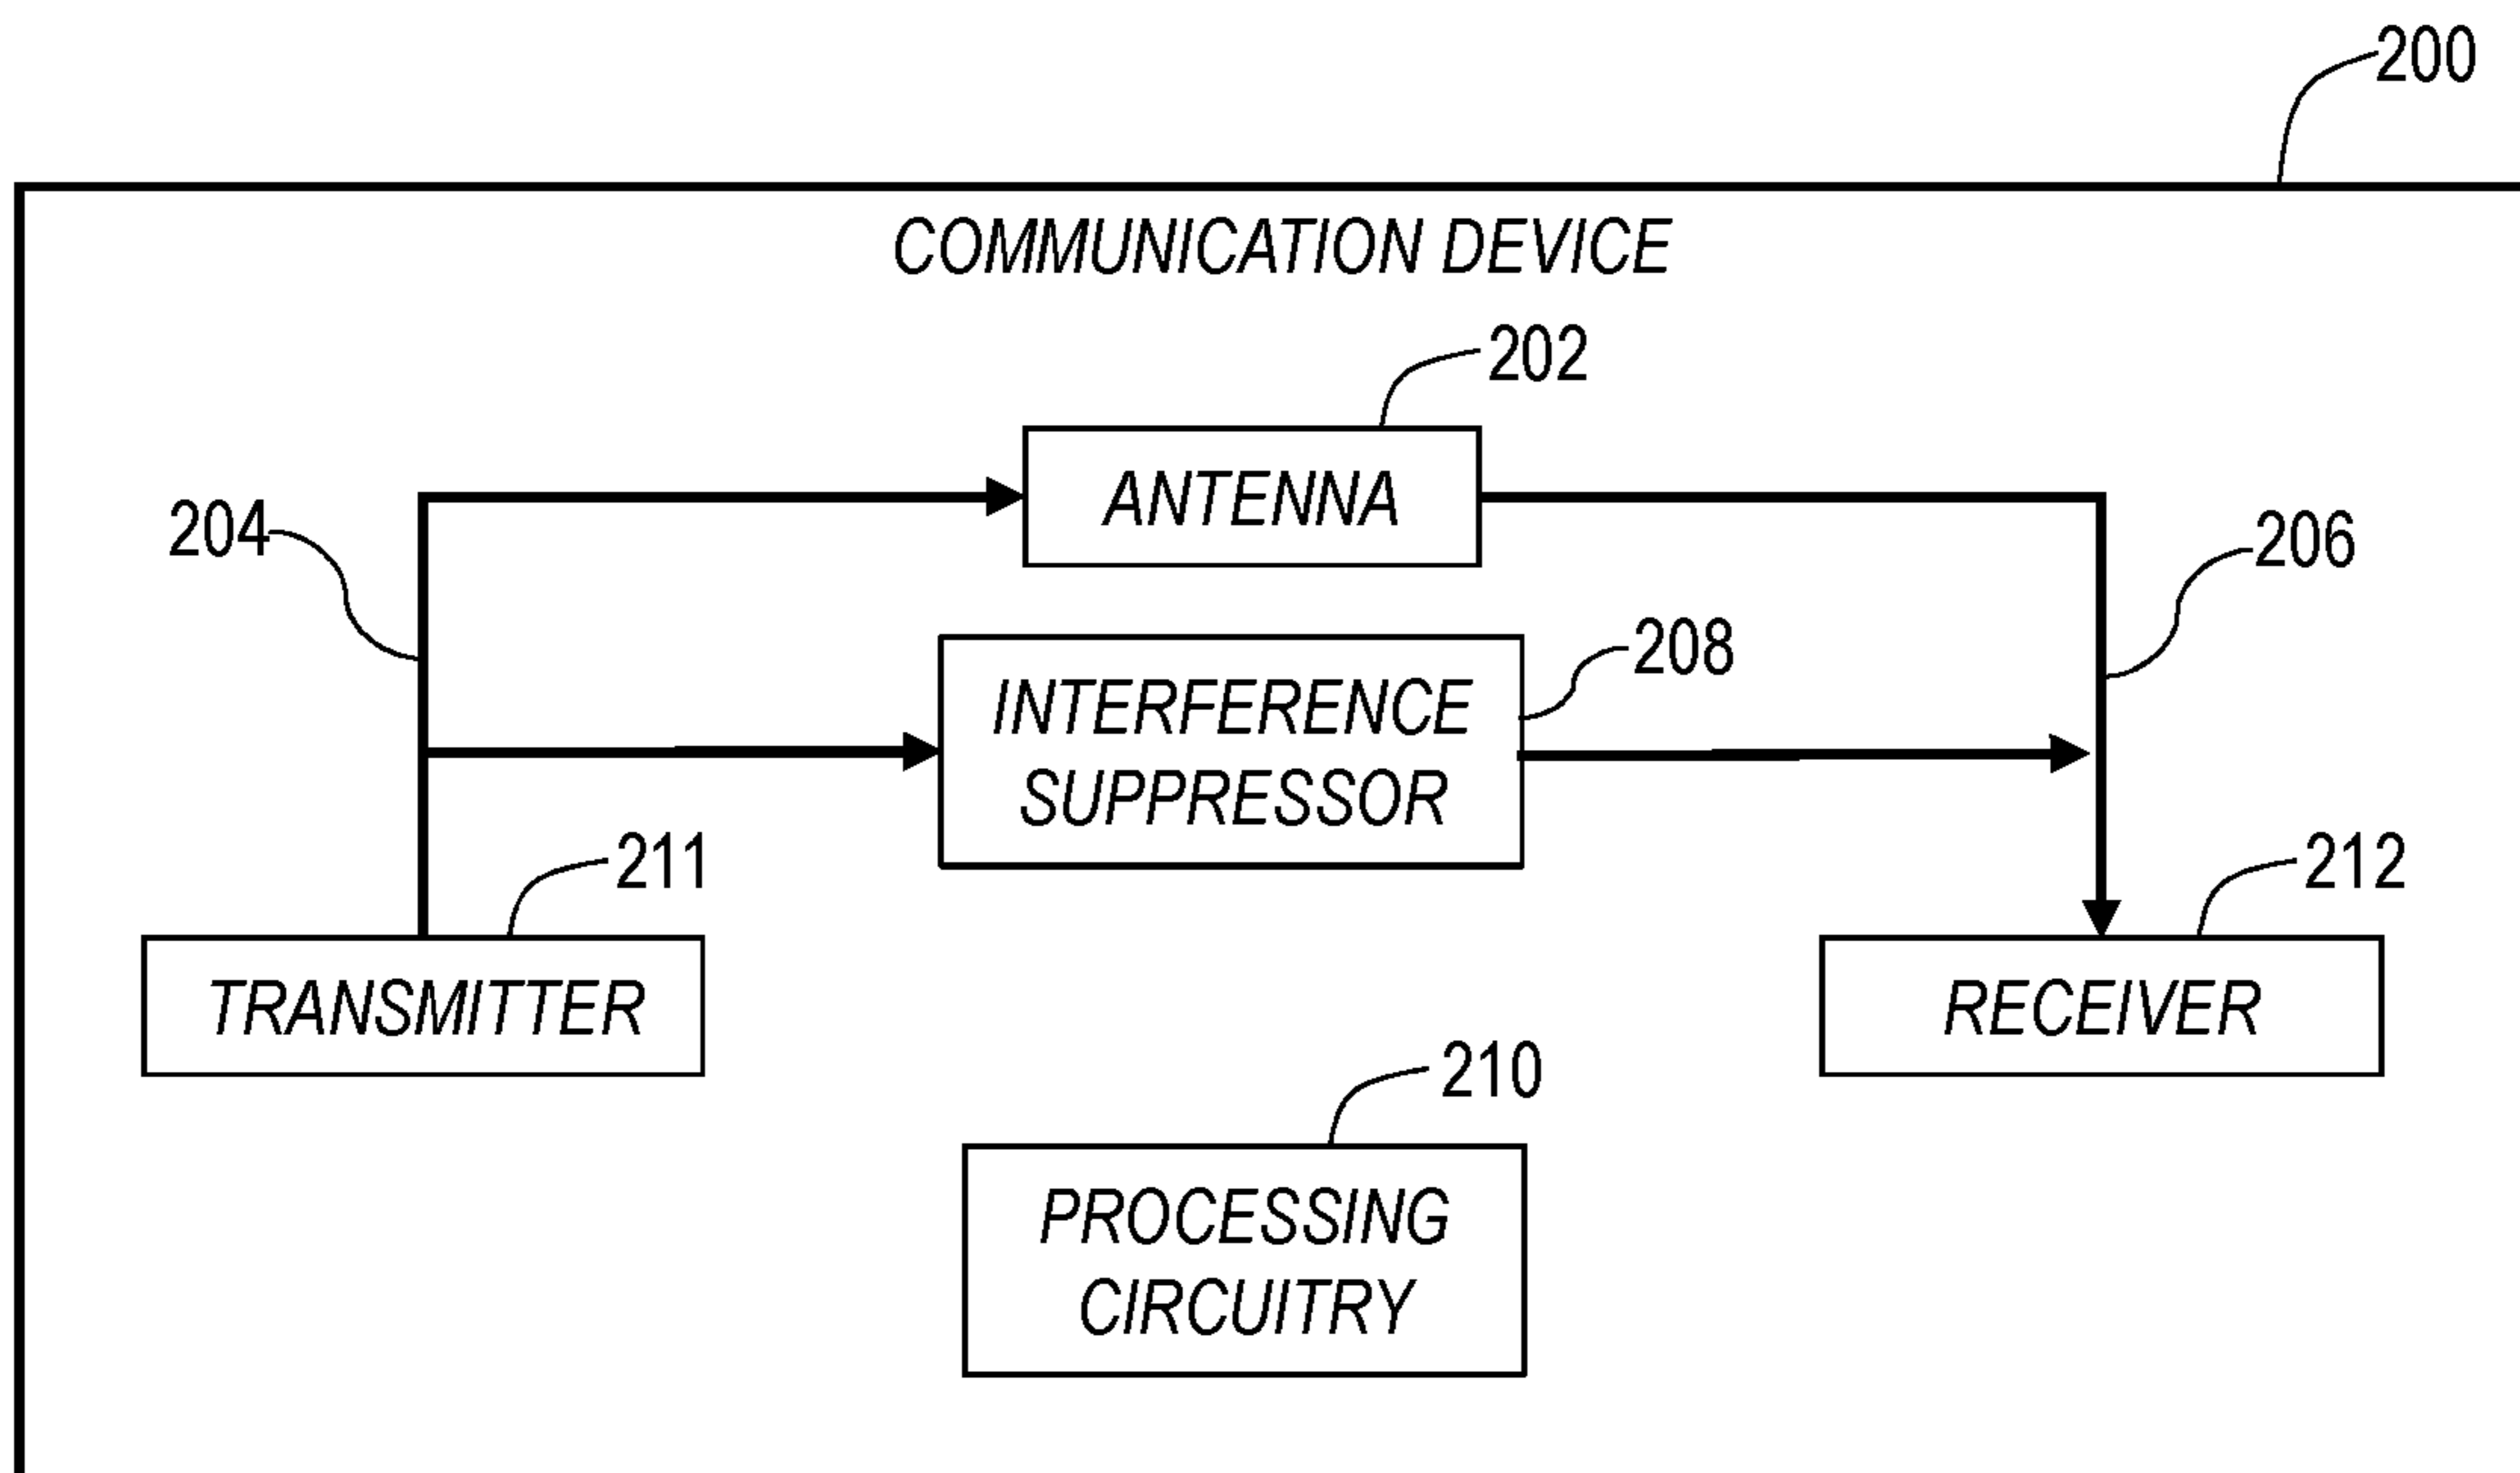 200
COMMUNICATION DEVICE
202
ANTENNA
204
206
208
INTERFERENCE
SUPPRESSOR
211
212
TRANSMITTER
RECEIVER
210
PROCESSING
CIRCUITRY